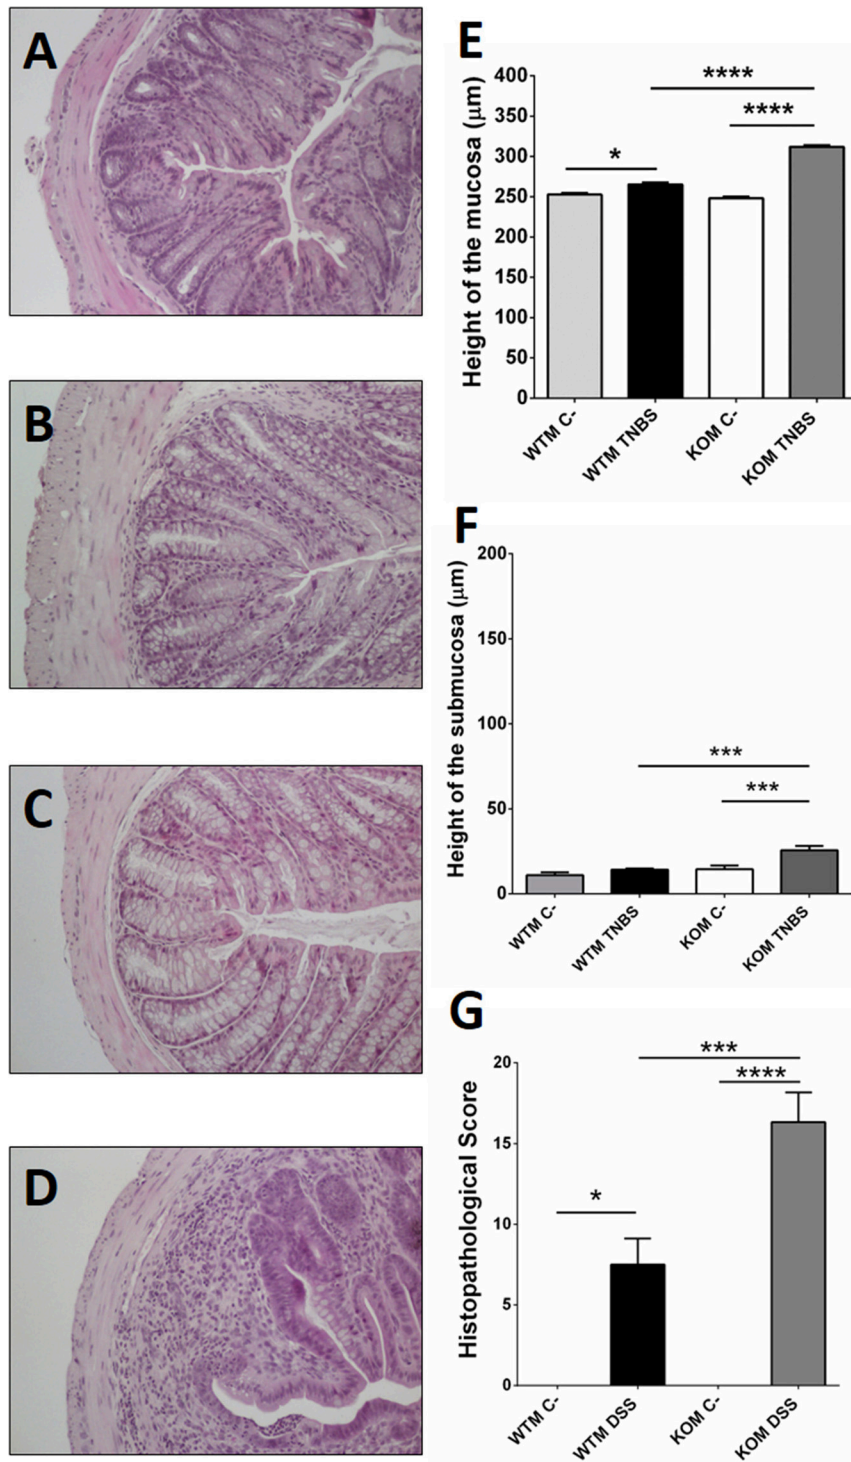 A
B
C
D
E
Height of the mucosa (μm)
400
350
300
250
200
150
100
50
0
*
****
****
WTM C-
WTM TNBS
KOM C-
KOM TNBS
F
Height of the submucosa (μm)
200
150
100
50
0
***
***
WTM C-
WTM TNBS
KOM C-
KOM TNBS
G
Histopathological Score
20
15
10
5
0
*
***
****
WTM C-
WTM DSS
KOM C-
KOM DSS